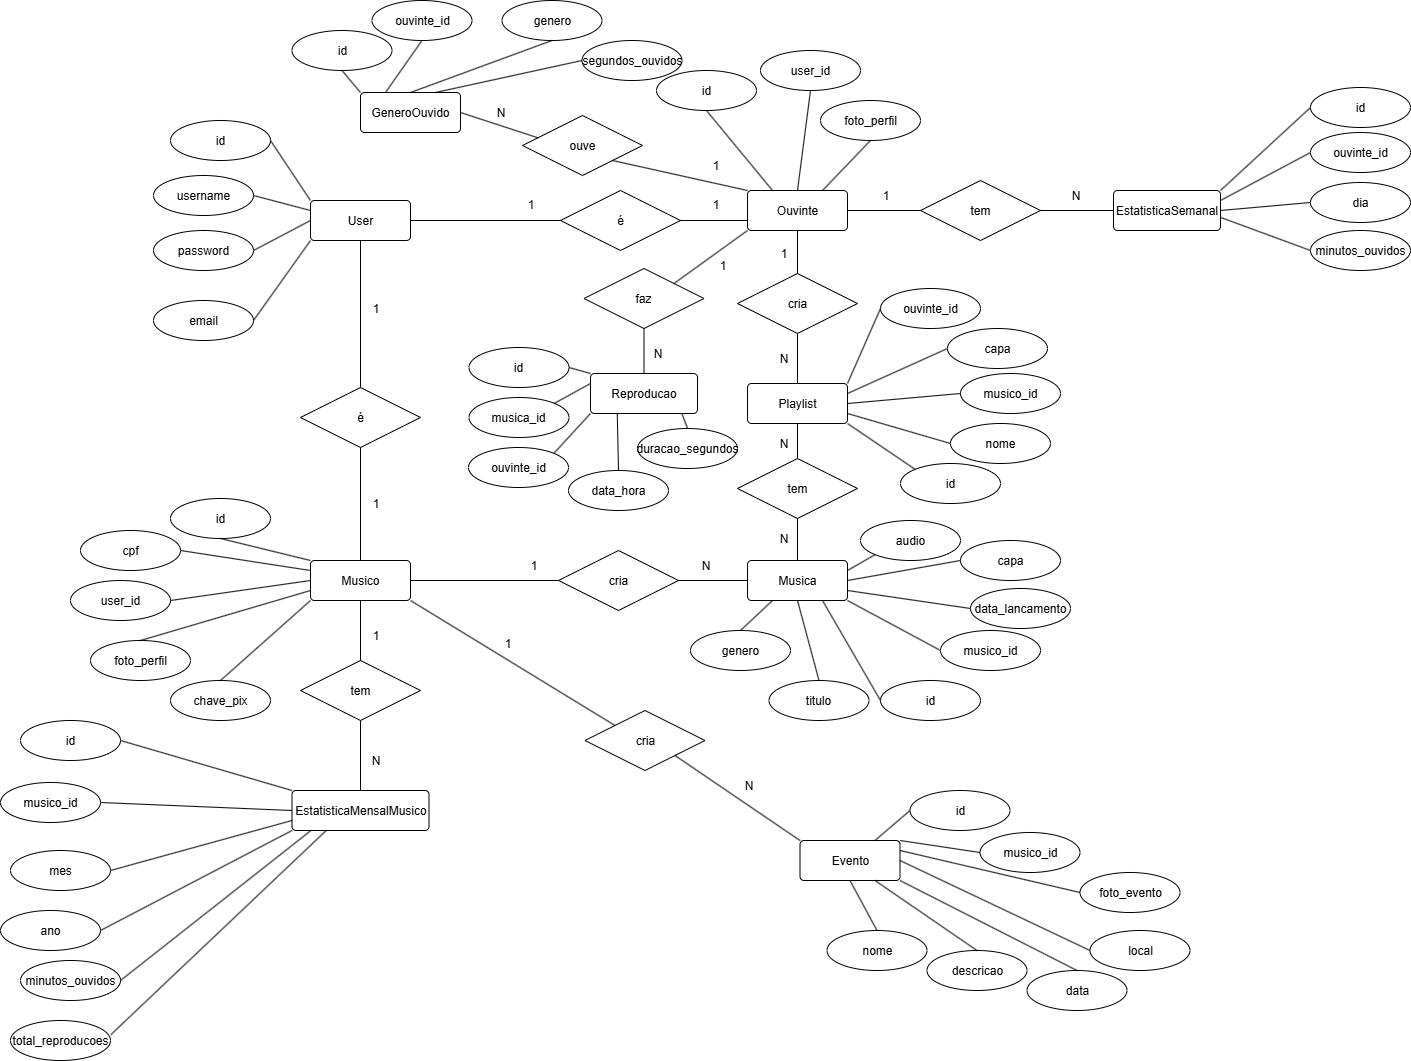 ouvinte_id
genero
id
segundos_ouvidos
user_id
id
GeneroOuvido
N
foto_perfil
id
ouvinte_id
id
ouve
1
dia
minutos_ouvidos
username
User
1
é
1
Ouvinte
1
tem
N
EstatisticaSemanal
password
email
1
1
faz
cria
ouvinte_id
1
N
N
capa
id
Reproducao
Playlist
musico_id
musica_id
é
duracao_segundos
N
nome
ouvinte_id
data_hora
tem
id
1
id
N
audio
cpf
capa
Musico
1
cria
N
Musica
user_id
data_lancamento
1
1
genero
musico_id
foto_perfil
chave_pix
tem
titulo
id
id
cria
N
N
musico_id
EstatisticaMensalMusico
id
mes
Evento
musico_id
foto_evento
ano
nome
local
minutos_ouvidos
descricao
data
total_reproducoes